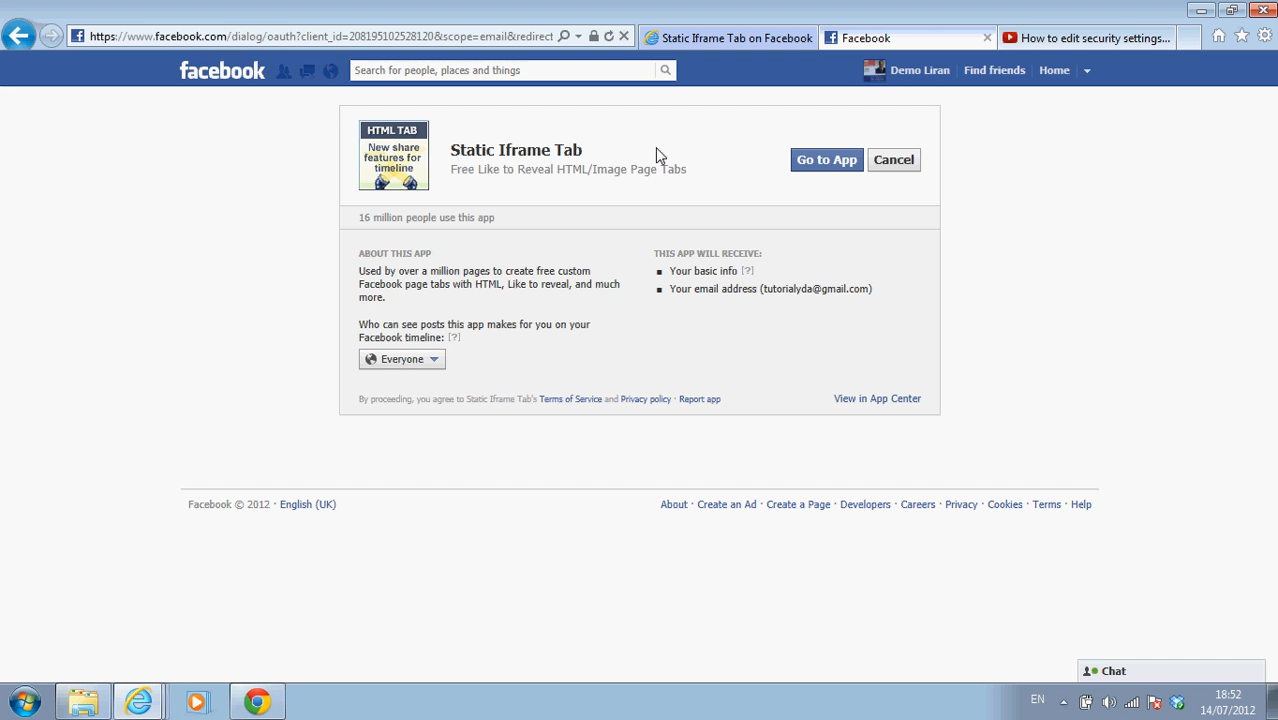 https://www.facebook.com/dialog/oauth?client_id=208195102528120&scope=email&redirect
Static Iframe Tab on Facebook
Facebook
How to edit security settings...
facebook
Search for people, places and things
Demo Liran
Find friends
Home
HTML TAB
New share
features for
timeline
Static Iframe Tab
Free Like to Reveal HTML/Image Page Tabs
Go to App
Cancel
16 million people use this app
ABOUT THIS APP
Used by over a million pages to create free custom
Facebook page tabs with HTML, Like to reveal, and much
more.
Who can see posts this app makes for you on your
Facebook timeline: [?]
Everyone
THIS APP WILL RECEIVE:
Your basic info [?]
Your email address (tutorialyda@gmail.com)
By proceeding, you agree to Static Iframe Tab's Terms of Service and Privacy policy · Report app
View in App Center
Facebook © 2012 · English (UK)
About · Create an Ad · Create a Page · Developers · Careers · Privacy · Cookies · Terms · Help
Chat
EN
18:52
14/07/2012